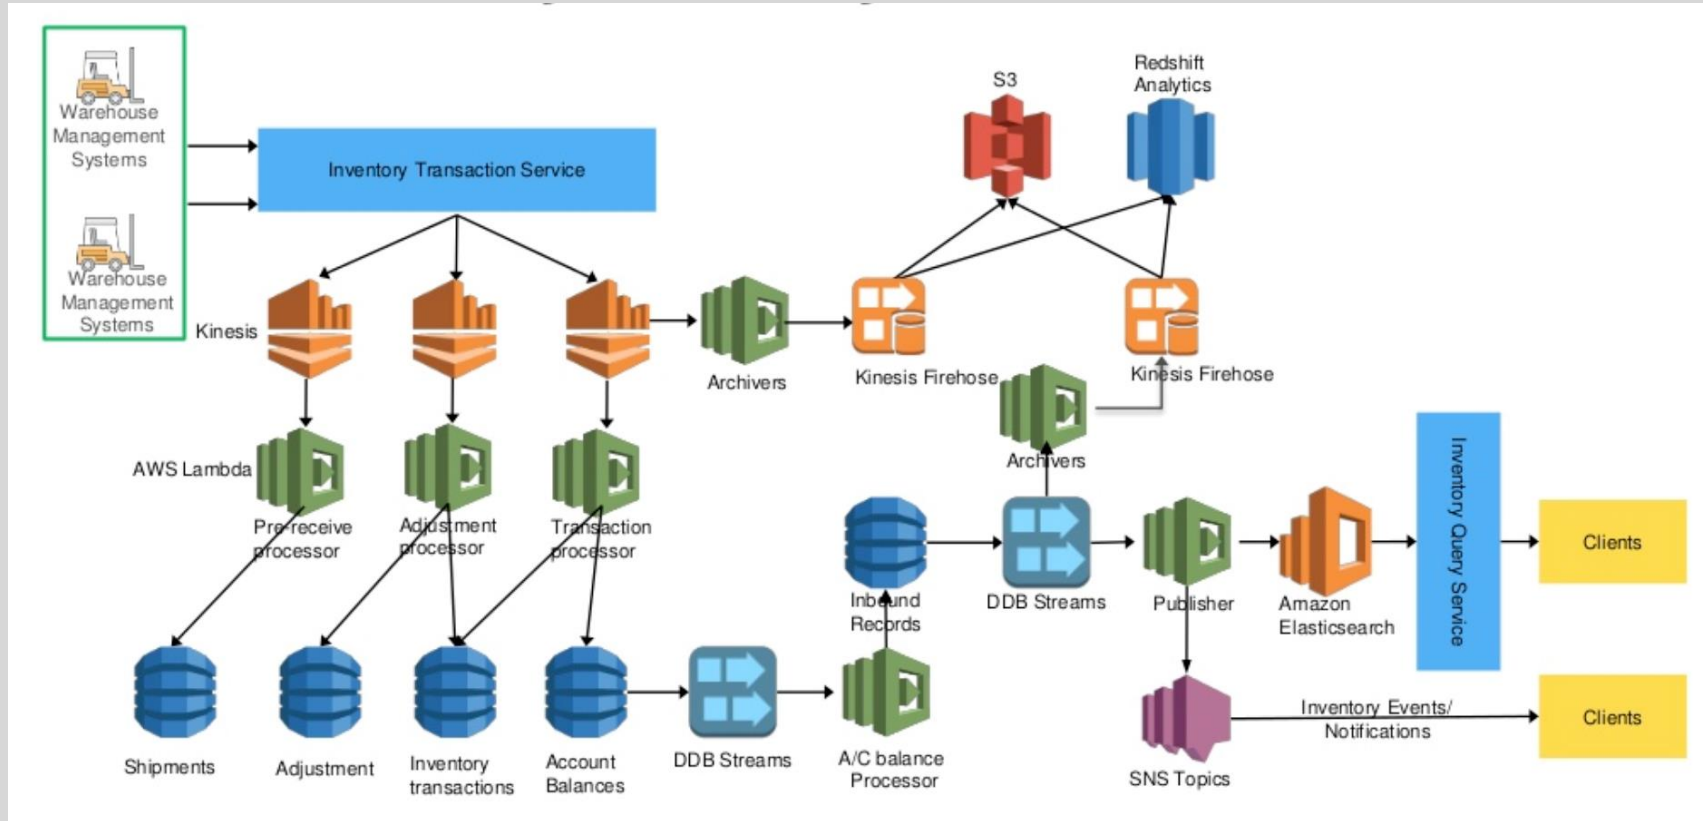 Warehouse
Management
Systems
Warehouse
Management
Systems
Inventory Transaction Service
S3
Redshift
Analytics
Kinesis
Archivers
Kinesis Firehose
Kinesis Firehose
Archivers
AWS Lambda
Pre-receive
processor
Adjustment
processor
Transaction
processor
Inbound
Records
DDB Streams
Publisher
Amazon
Elasticsearch
Inventory Query Service
Clients
Shipments
Adjustment
Inventory
transactions
Account
Balances
DDB Streams
A/C balance
Processor
SNS Topics
Inventory Events/
Notifications
Clients